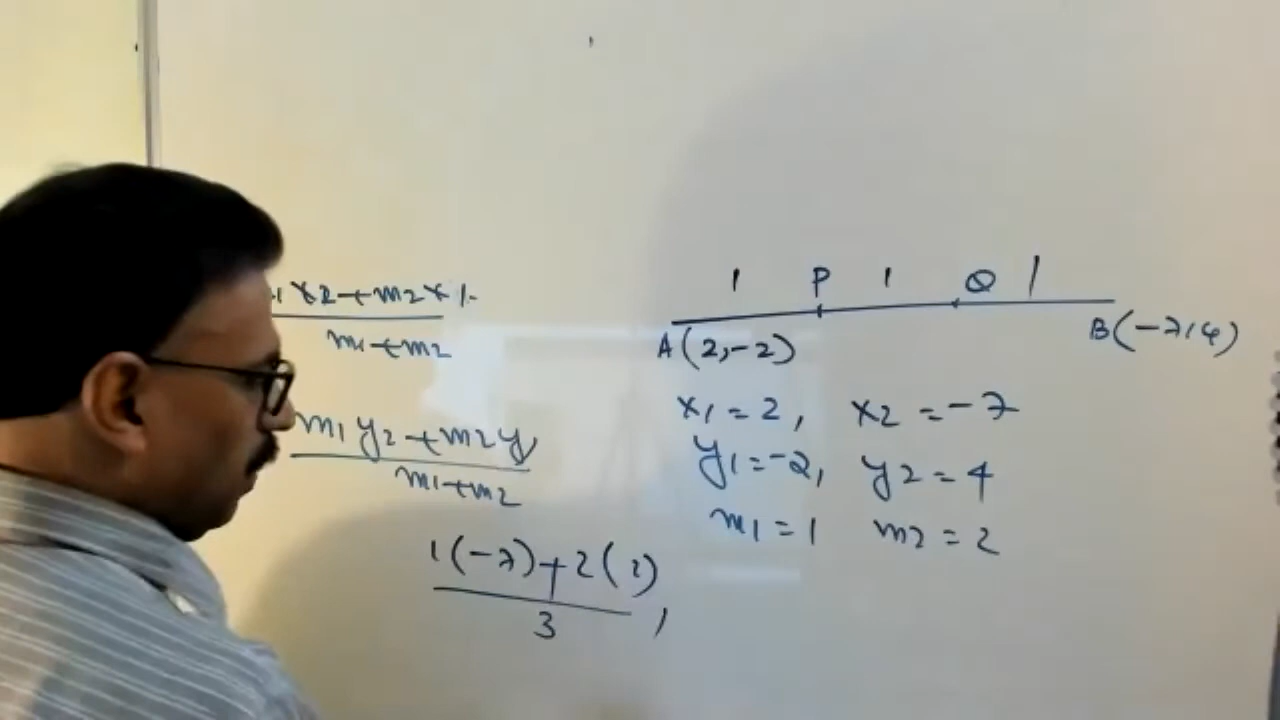 1 P 1 Q 1
A(2,-2) B(-7,4)
x2+m2x1
m1+m2
m1y2+m2y1
m1+m2
1(-7)+2(2)
3 ,
x1=2, x2=-7
y1=-2, y2=4
m1=1 m2=2